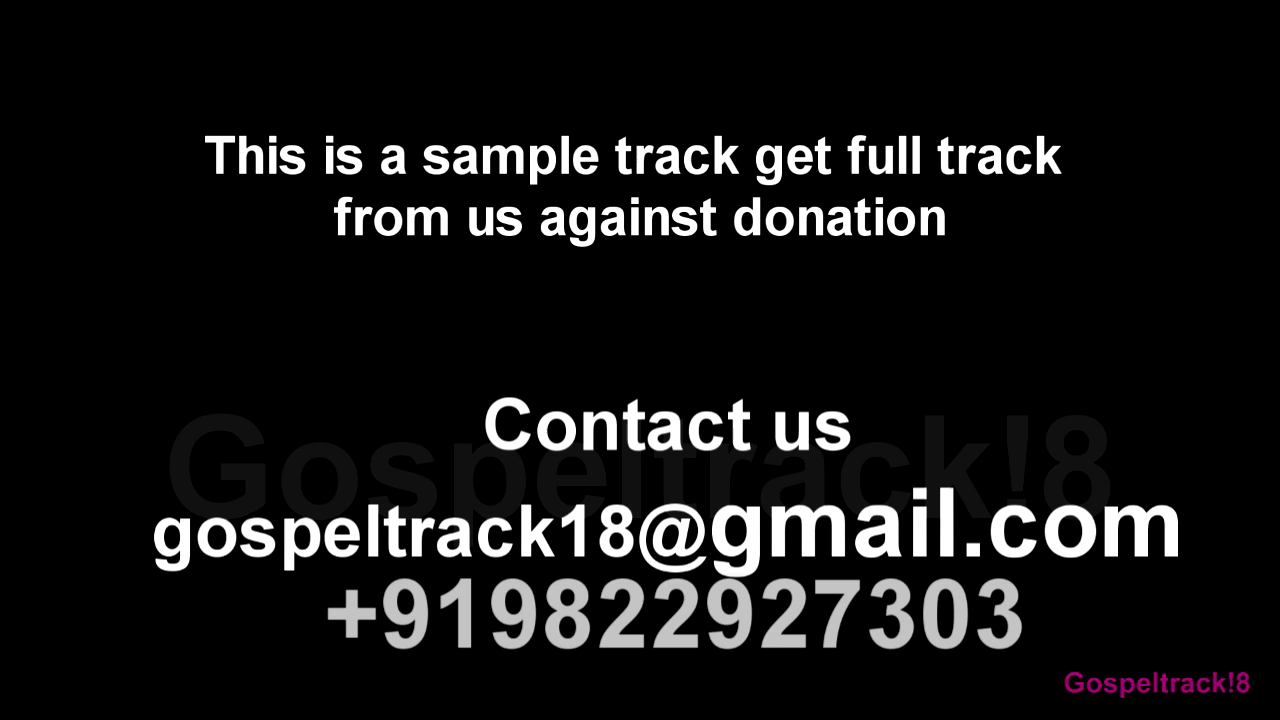 This is a sample track get full track
from us against donation
Contact us
Gospeltrack!8
gospeltrack18@gmail.com
+919822927303
Gospeltrack!8